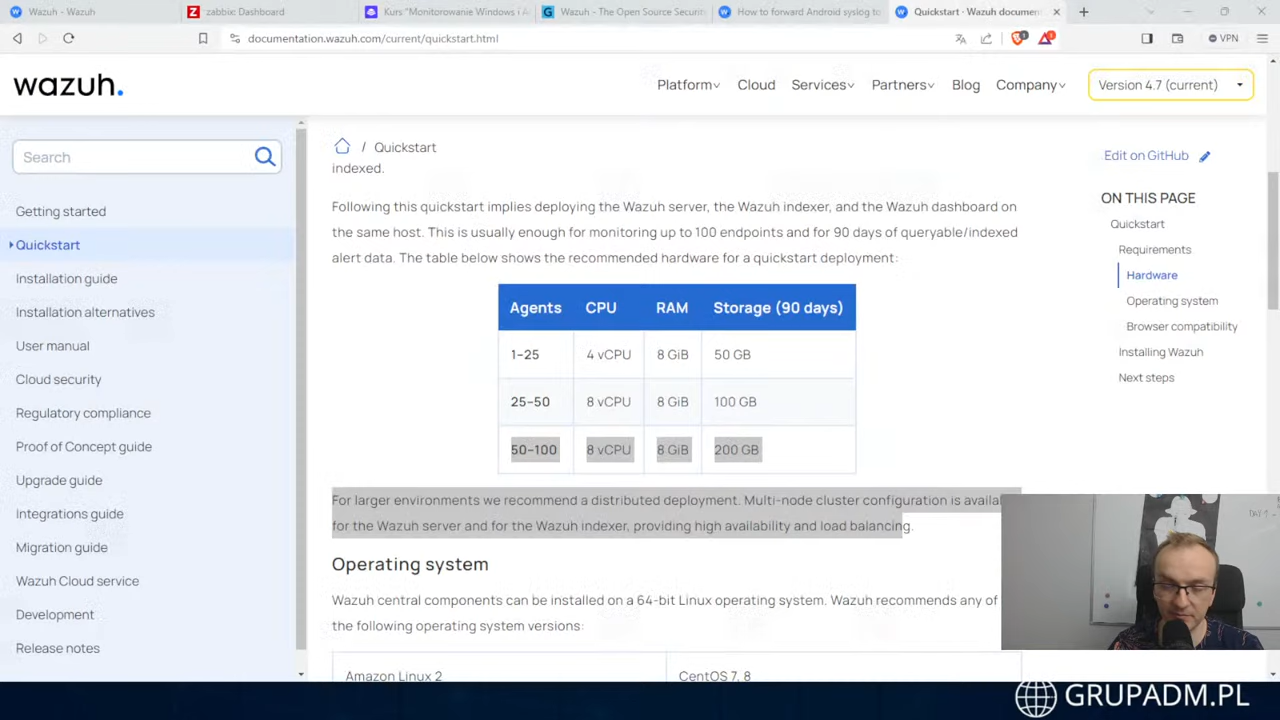 Wazuh - Wazuh
zabbix: Dashboard
Kurs "Monitorowanie Windows i A
Wazuh - The Open Source Securit
How to forward Android syslog to
Quickstart · Wazuh documen
documentation.wazuh.com/current/quickstart.html
VPN
wazuh.
Platform
Cloud
Services
Partners
Blog
Company
Version 4.7 (current)
Search
Getting started
Quickstart
Installation guide
Installation alternatives
User manual
Cloud security
Regulatory compliance
Proof of Concept guide
Upgrade guide
Integrations guide
Migration guide
Wazuh Cloud service
Development
Release notes
/ Quickstart
indexed.
Following this quickstart implies deploying the Wazuh server, the Wazuh indexer, and the Wazuh dashboard on
the same host. This is usually enough for monitoring up to 100 endpoints and for 90 days of queryable/indexed
alert data. The table below shows the recommended hardware for a quickstart deployment:
Agents CPU RAM Storage (90 days)
1–25 4 vCPU 8 GiB 50 GB
25–50 8 vCPU 8 GiB 100 GB
50–100 8 vCPU 8 GiB 200 GB
For larger environments we recommend a distributed deployment. Multi-node cluster configuration is availa
for the Wazuh server and for the Wazuh indexer, providing high availability and load balancing.
Operating system
Wazuh central components can be installed on a 64-bit Linux operating system. Wazuh recommends any of
the following operating system versions:
Amazon Linux 2 CentOS 7, 8
Edit on GitHub
ON THIS PAGE
Quickstart
Requirements
Hardware
Operating system
Browser compatibility
Installing Wazuh
Next steps
GRUPADM.PL